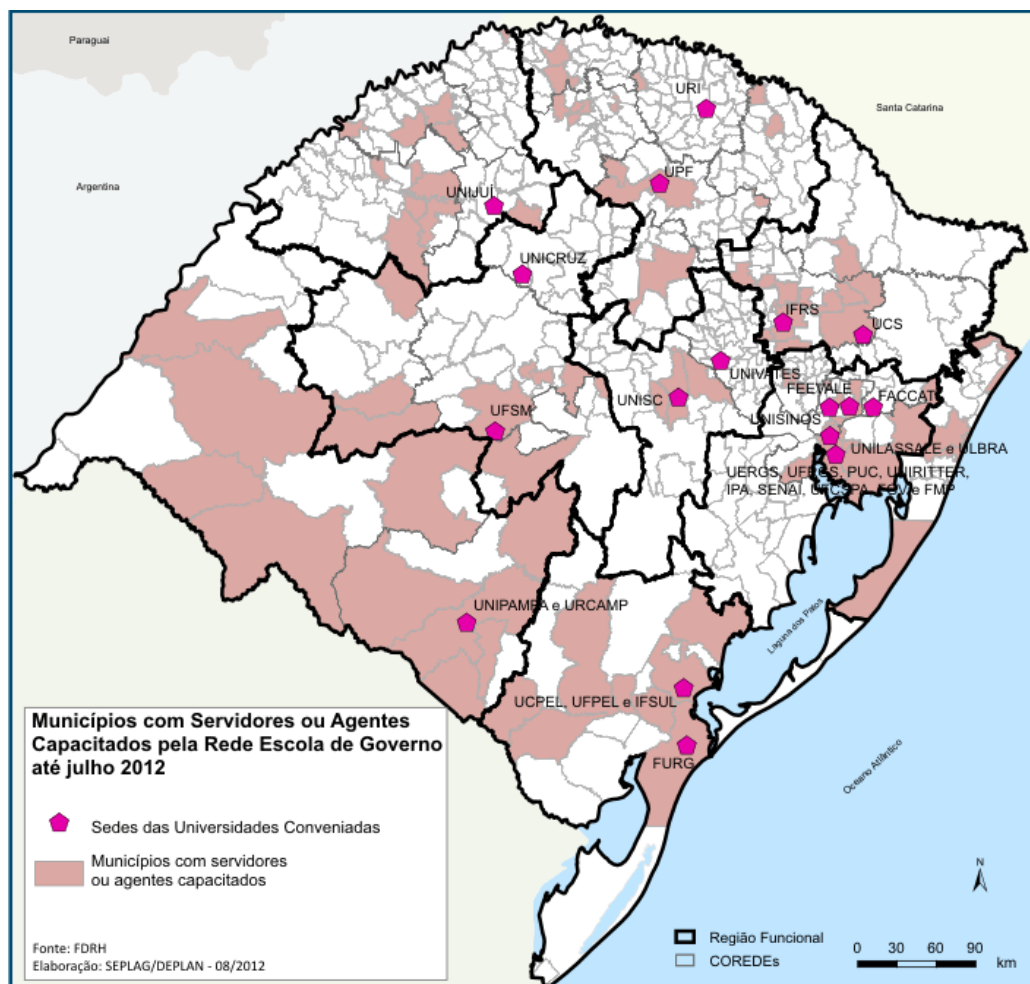 Paraguai
Santa Catarina
Argentina
URI
UPF
UNIJUÍ
UNICRUZ
IFRS
UCS
UNIVATES
FEEVALE
FACCAT
UNISC
UNISINOS
UFSM
UNILASSALE e ULBRA
UERGS, UFRGS, PUC, UNIRITTER,
IPA, SENAI, UFCSPA, FGV e FMP
UNIPAMPA e URCAMP
Laguna dos Patos
UCPEL, UFPEL e IFSUL
FURG
Oceano Atlântico
Municípios com Servidores ou Agentes
Capacitados pela Rede Escola de Governo
até julho 2012
Sedes das Universidades Conveniadas
Municípios com servidores
ou agentes capacitados
Fonte: FDRH
Elaboração: SEPLAG/DEPLAN - 08/2012
N
Região Funcional
COREDEs
0 30 60 90
km